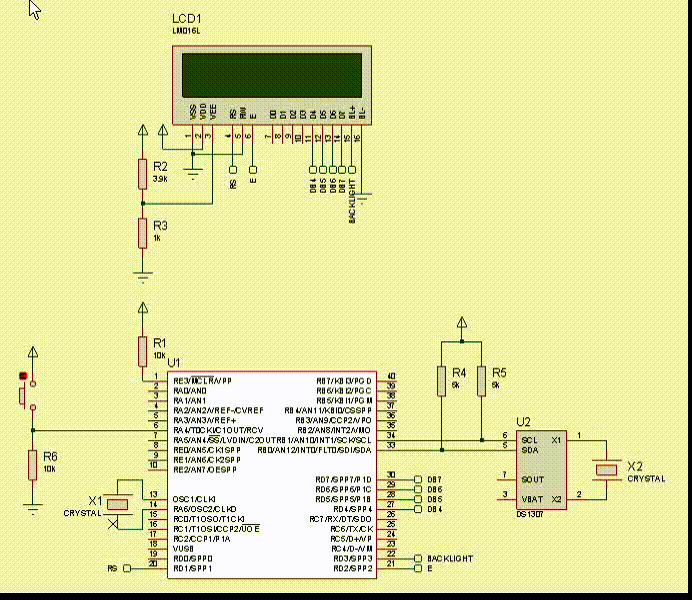 LCD1
LM016L
VSS
VDD
VEE
RS
RW
E
D0
D1
D2
D3
D4
D5
D6
D7
BL+
BL-
1
2
3
4
5
6
7
8
9
10
11
12
13
14
15
16
RS
E
DB4
DB5
DB6
DB7
BACKLIGHT
R2
3.9k
R3
1k
R1
10k
U1
R4
5k
R5
5k
R6
10k
1
2
3
4
5
6
7
8
9
10
RE3/MCLR/VPP
RA0/AN0
RA1/AN1
RA2/AN2/VREF-/CVREF
RA3/AN3/VREF+
RA4/T0CKI/C1OUT/RCV
RA5/AN4/SS/LVDIN/C2OUT
RE0/AN5/CK1SPP
RE1/AN6/CK2SPP
RE2/AN7/OESPP
RB7/KBI3/PGD
RB6/KBI2/PGC
RB5/KBI1/PGM
RB4/AN11/KBI0/CSSPP
RB3/AN9/CCP2/VPO
RB2/AN8/INT2/VMO
RB1/AN10/INT1/SCK/SCL
RB0/AN12/INT0/FLT0/SDI/SDA
40
39
38
37
36
35
34
33
U2
6
5
7
3
SCL
SDA
SOUT
VBAT
X1
X2
1
2
DS1307
X2
CRYSTAL
X1
CRYSTAL
13
14
15
16
17
18
19
20
OSC1/CLKI
RA6/OSC2/CLKO
RC0/T1OSO/T1CKI
RC1/T1OSI/CCP2/UOE
RC2/CCP1/P1A
VUSB
RD0/SPP0
RD1/SPP1
RS
RD7/SPP7/P1D
RD6/SPP6/P1C
RD5/SPP5/P1B
RD4/SPP4
RC7/RX/DT/SDO
RC6/TX/CK
RC5/D+/VP
RC4/D-/VM
RD3/SPP3
RD2/SPP2
30
29
28
27
26
25
24
23
22
21
DB7
DB6
DB5
DB4
BACKLIGHT
E